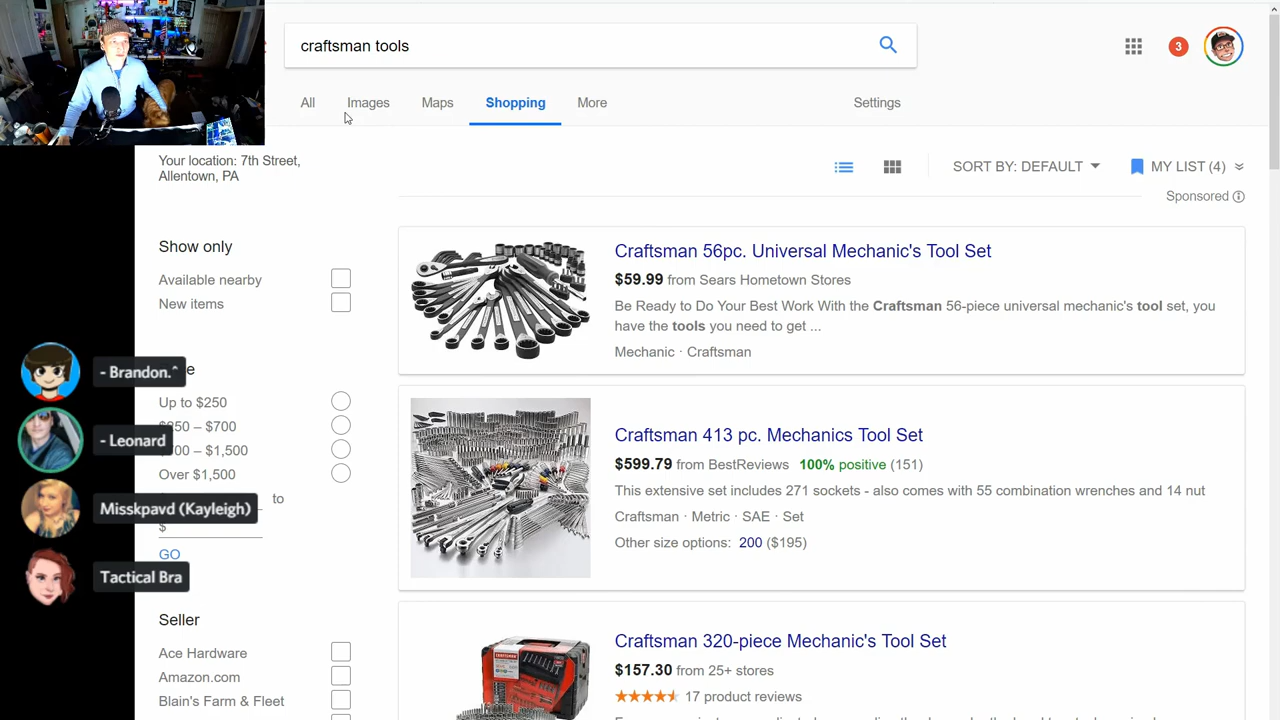 craftsman tools
3
All Images Maps Shopping More Settings
Your location: 7th Street,
Allentown, PA
SORT BY: DEFAULT
MY LIST (4)
Sponsored
Show only
Available nearby
New items
Up to $250
$700
$1,500
Over $1,500
to
$
GO
Seller
Ace Hardware
Amazon.com
Blain's Farm & Fleet
- Brandon.^
- Leonard
Misskpavd (Kayleigh)
Tactical Bra
Craftsman 56pc. Universal Mechanic's Tool Set
$59.99 from Sears Hometown Stores
Be Ready to Do Your Best Work With the Craftsman 56-piece universal mechanic's tool set, you
have the tools you need to get ...
Mechanic · Craftsman
Craftsman 413 pc. Mechanics Tool Set
$599.79 from BestReviews 100% positive (151)
This extensive set includes 271 sockets - also comes with 55 combination wrenches and 14 nut
Craftsman · Metric · SAE · Set
Other size options: 200 ($195)
Craftsman 320-piece Mechanic's Tool Set
$157.30 from 25+ stores
17 product reviews